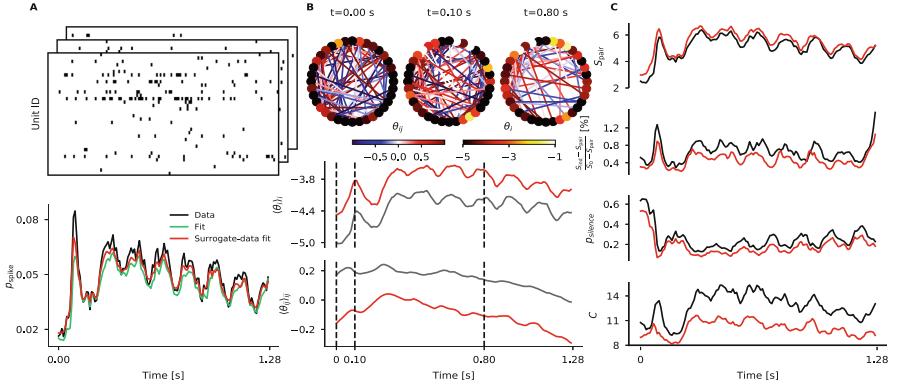 A
Unit ID
0.08
0.05
0.02
p_spike
Data
Fit
Surrogate-data fit
0.00
1.28
Time [s]
B
t=0.00 s
t=0.10 s
t=0.80 s
θ_ij
θ_i
−0.5 0.0 0.5
−5 −3 −1
−3.8
−4.4
−5.0
⟨θ_i⟩_i
0.2
0.0
−0.2
⟨θ_ij⟩_ij
0 0.10 0.80 1.28
Time [s]
C
6
4
2
S_pair
1.2
0.8
0.4
0.6
0.4
0.2
p_silence
14
11
8
C
0
1.28
Time [s]